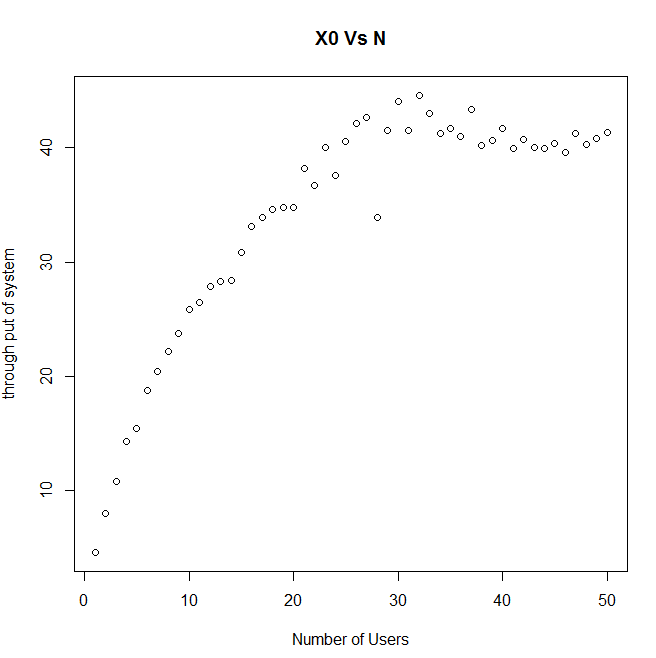 X0 Vs N
through put of system
40
30
20
10
0 10 20 30 40 50
Number of Users